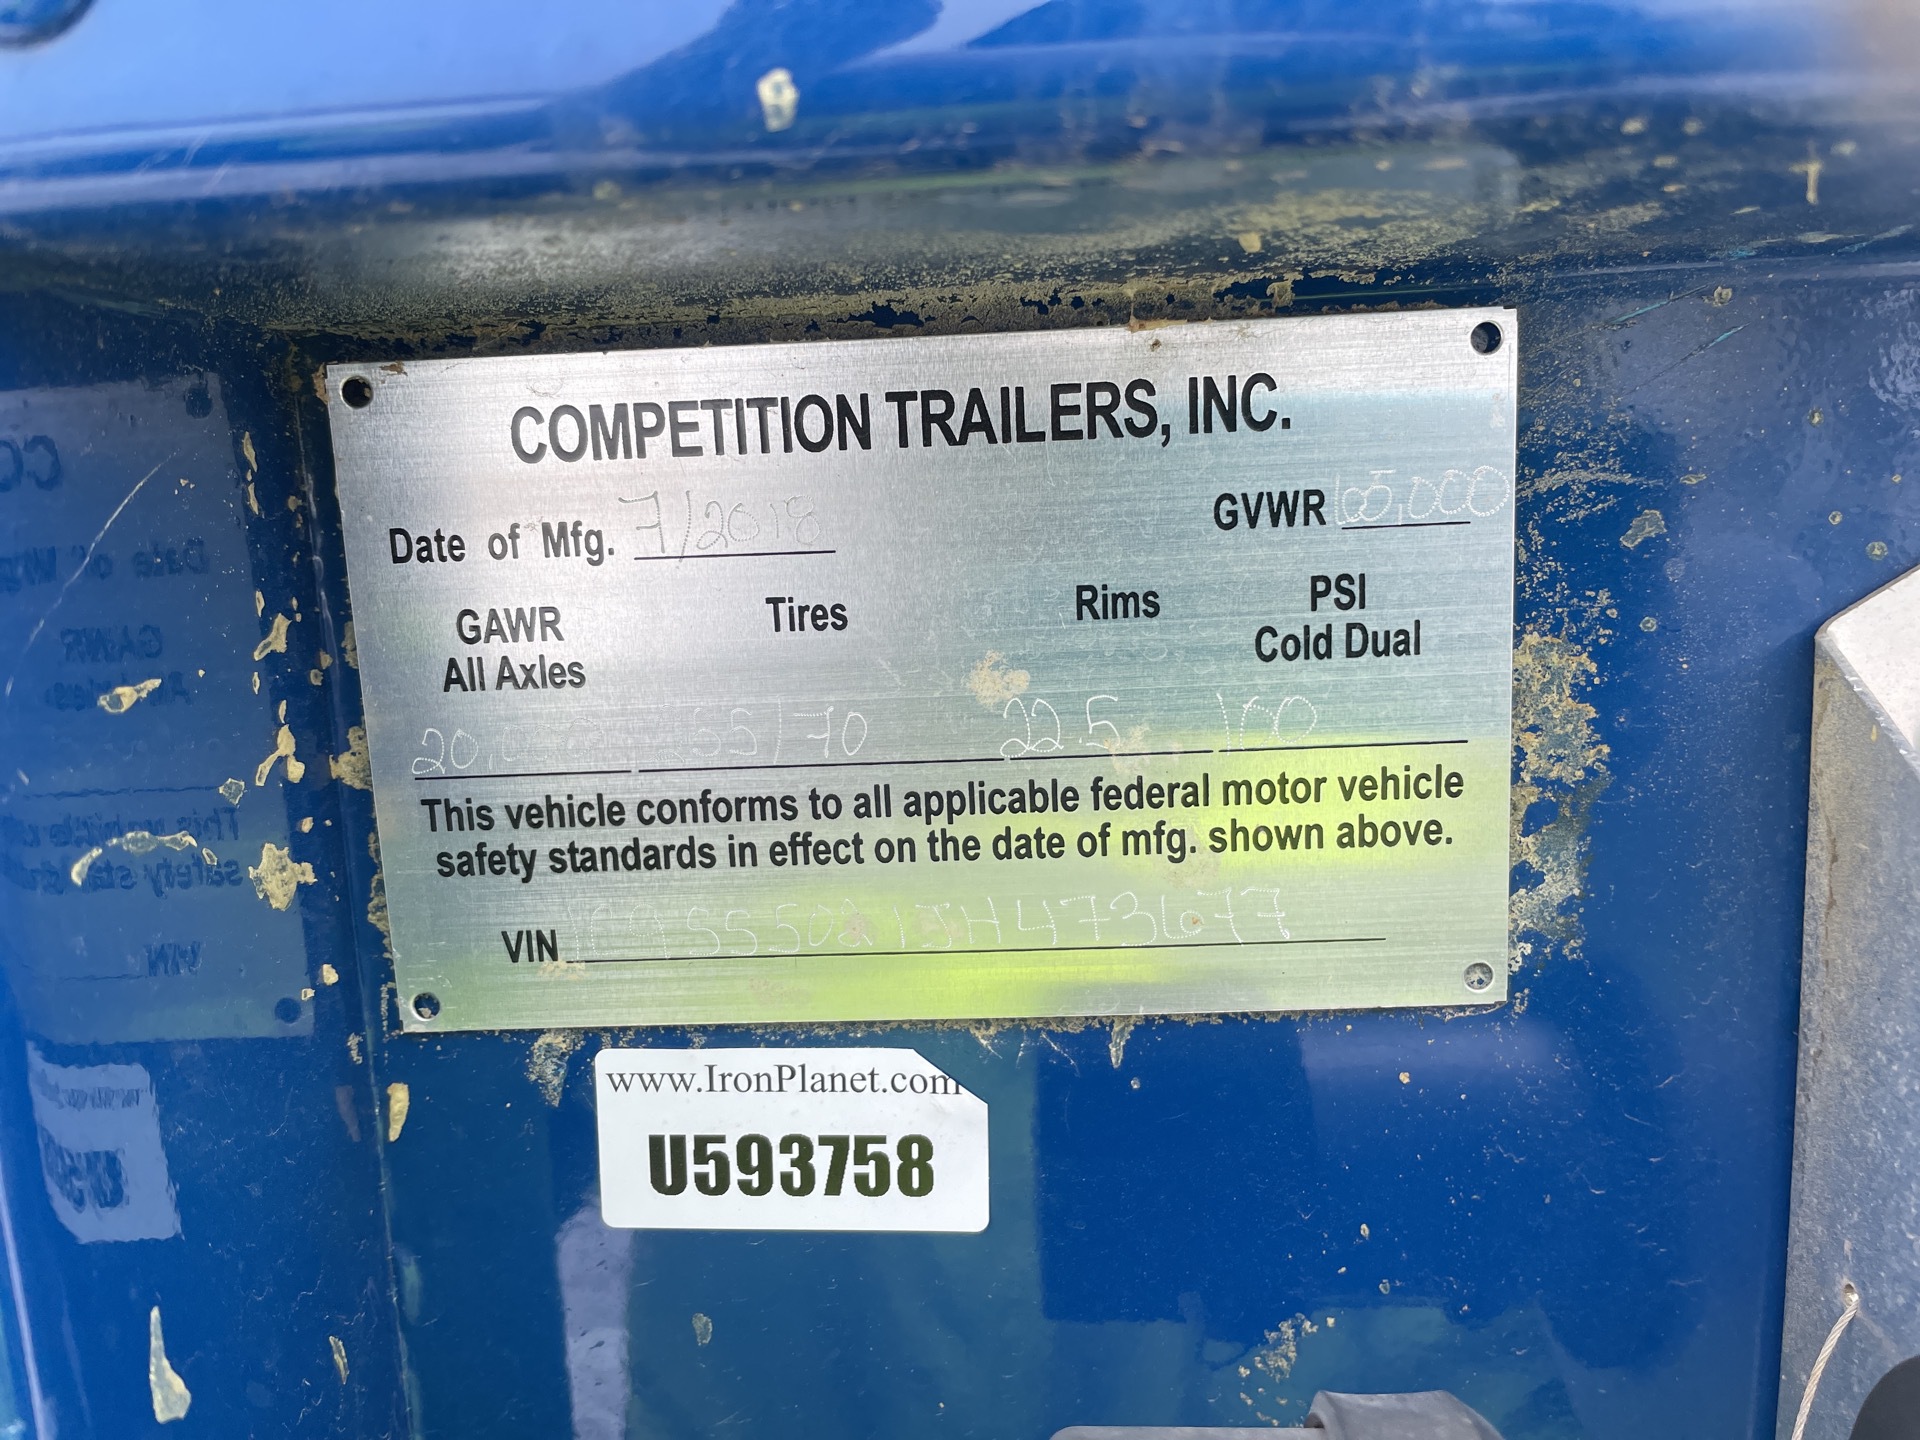 COMPETITION TRAILERS, INC.
Date of Mfg. 7/2018
GVWR 65,000
GAWR Tires Rims PSI
All Axles Cold Dual
255/70 22.5 100
This vehicle conforms to all applicable federal motor vehicle
safety standards in effect on the date of mfg. shown above.
VIN 1C9SS5021JH473677
www.IronPlanet.com
U593758